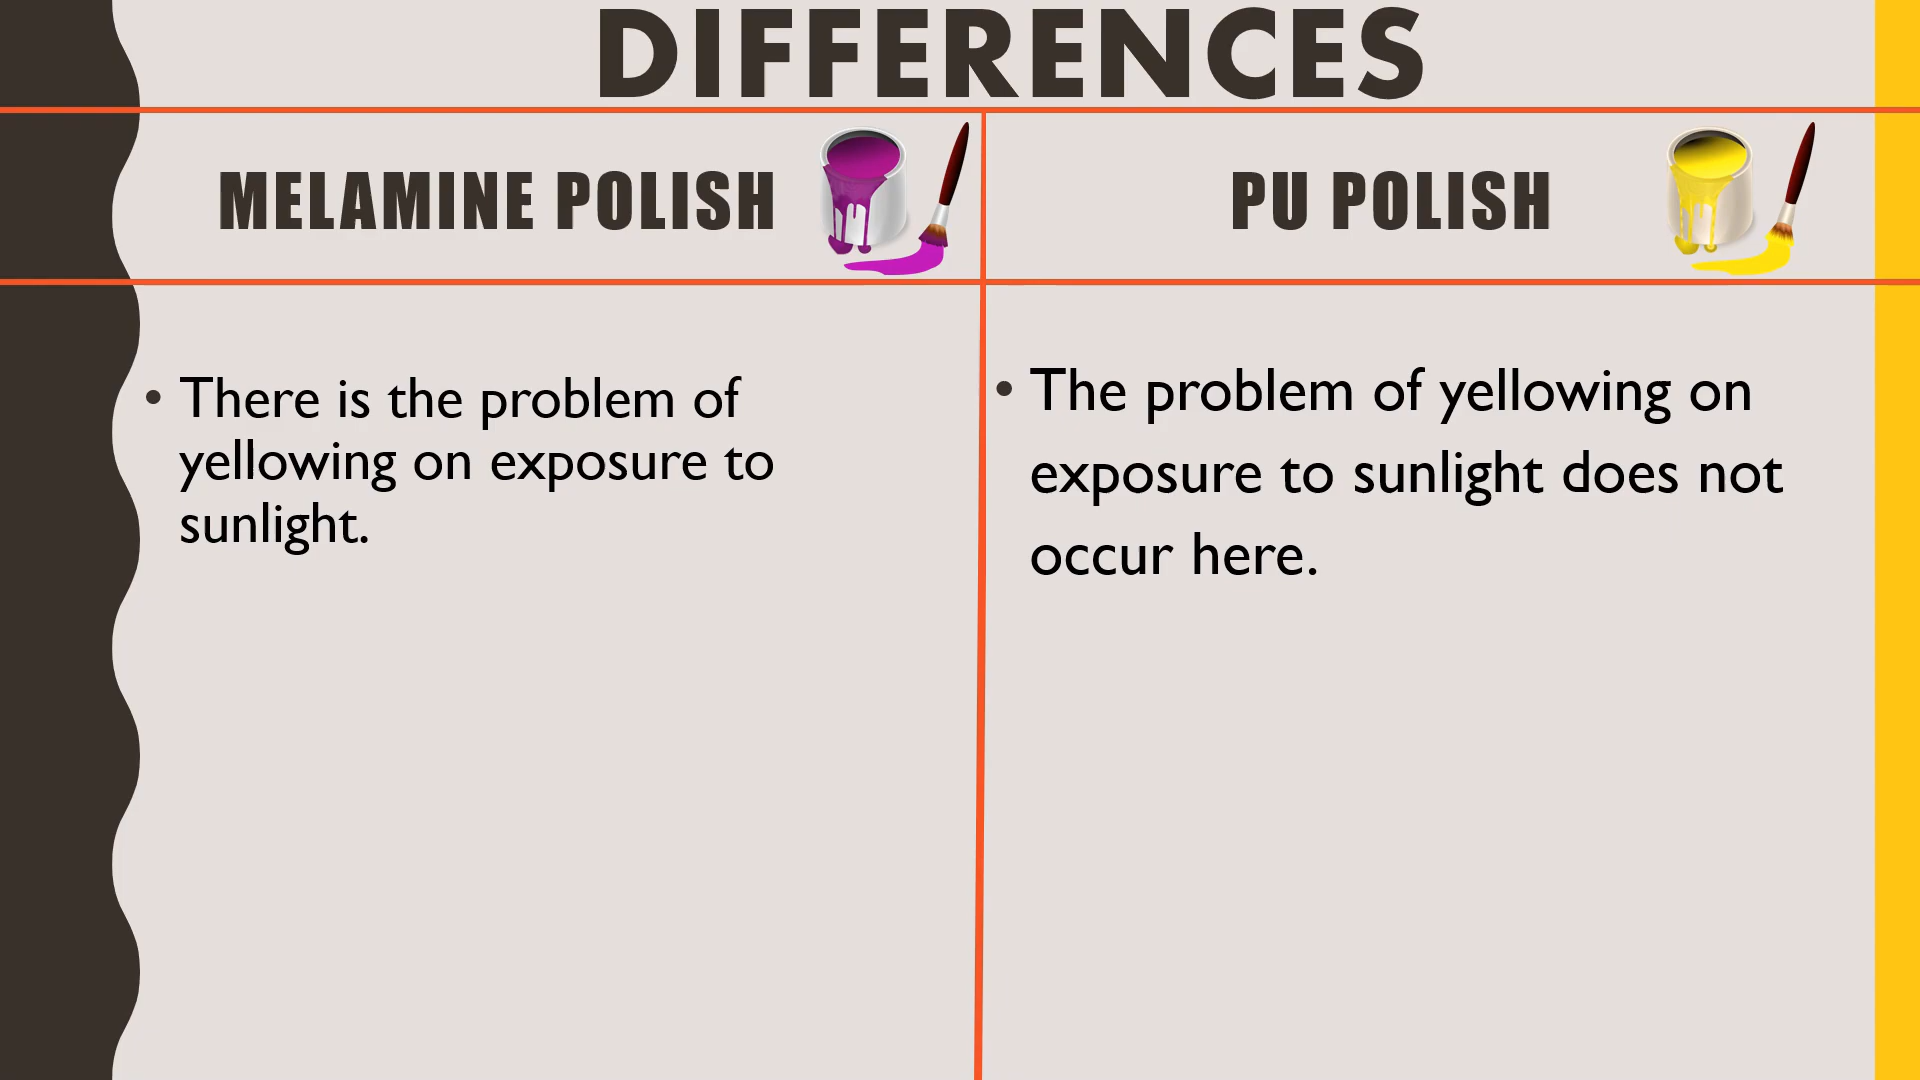 DIFFERENCES
MELAMINE POLISH
PU POLISH
• There is the problem of
yellowing on exposure to
sunlight.
• The problem of yellowing on
exposure to sunlight does not
occur here.